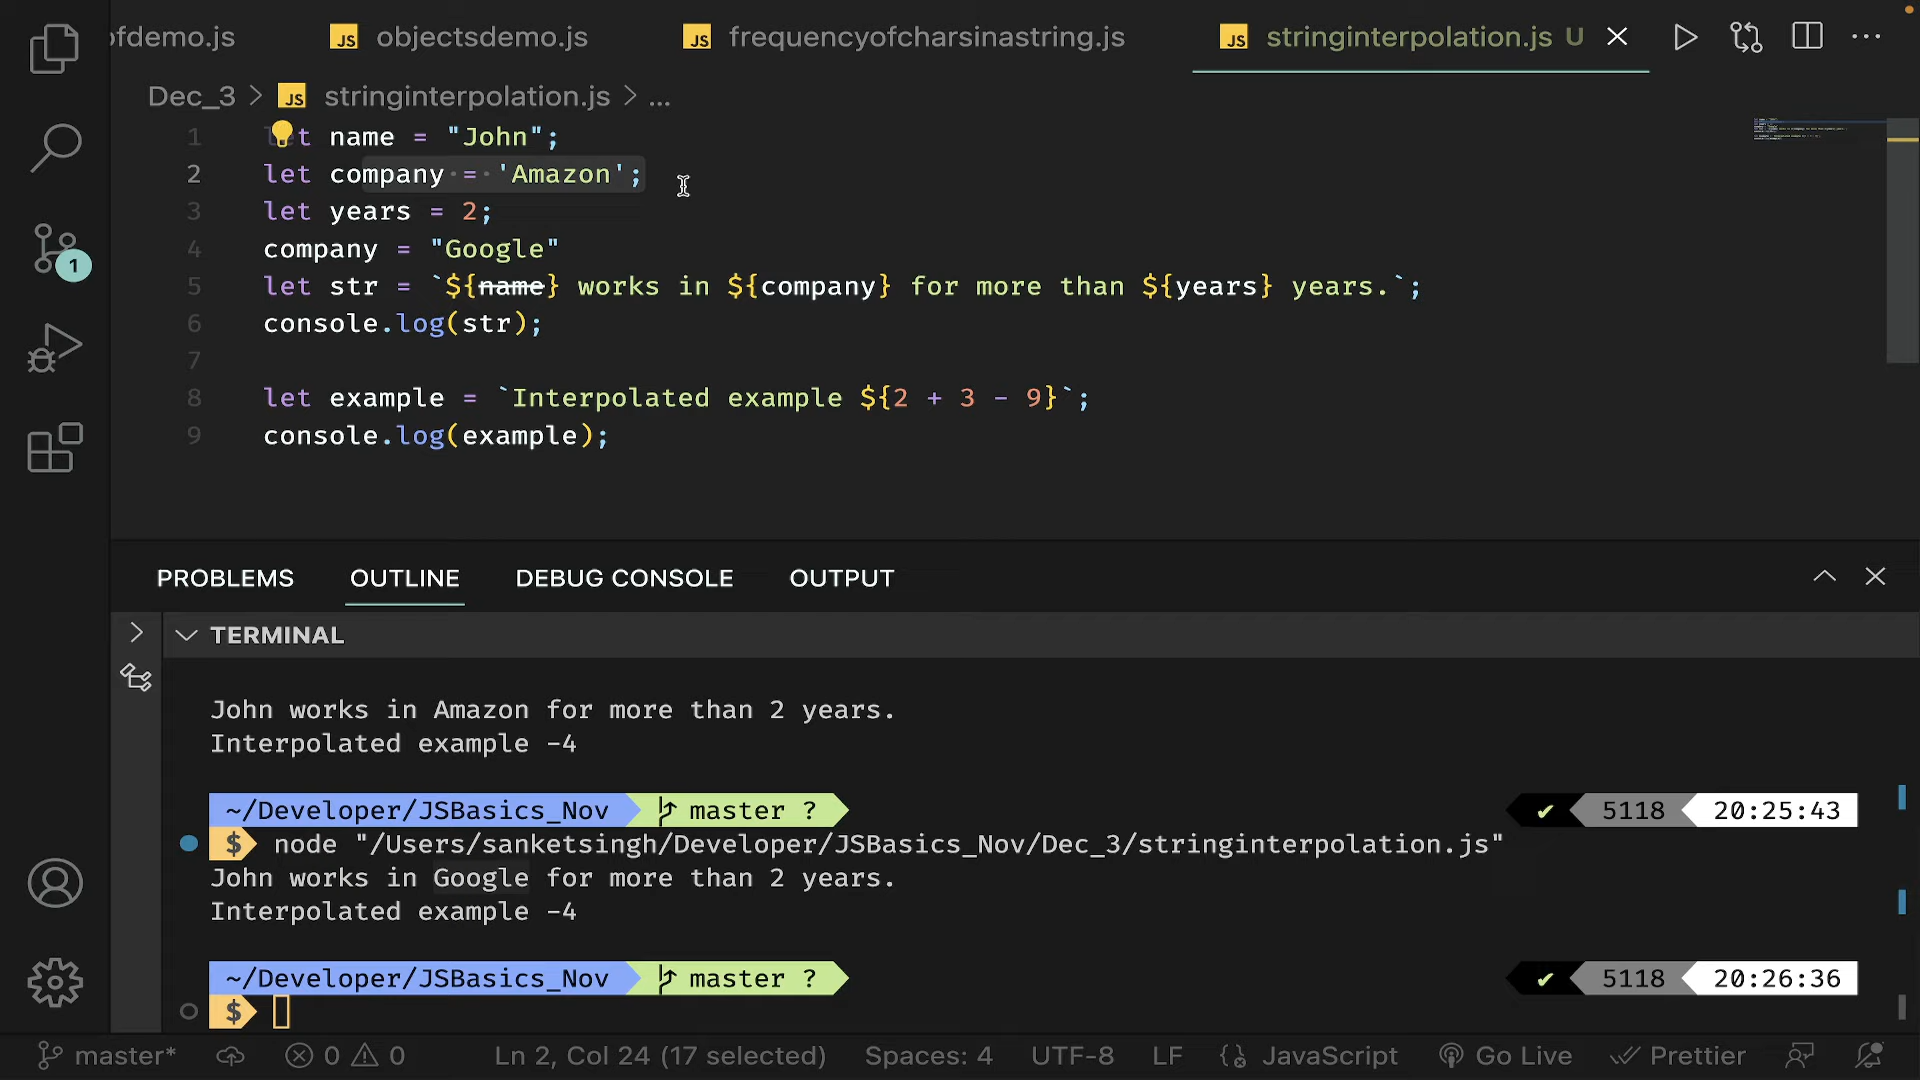 ofdemo.js
JS objectsdemo.js
JS frequencyofcharsinastring.js
JS stringinterpolation.js U
Dec_3 > JS stringinterpolation.js > ...
1 let name = "John";
2 let company = 'Amazon';
3 let years = 2;
4 company = "Google"
5 let str = `${name} works in ${company} for more than ${years} years.`;
6 console.log(str);
7
8 let example = `Interpolated example ${2 + 3 - 9}`;
9 console.log(example);
1
PROBLEMS OUTLINE DEBUG CONSOLE OUTPUT
TERMINAL
John works in Amazon for more than 2 years.
Interpolated example -4
~/Developer/JSBasics_Nov master ? ✔ 5118 20:25:43
$ node "/Users/sanketsingh/Developer/JSBasics_Nov/Dec_3/stringinterpolation.js"
John works in Google for more than 2 years.
Interpolated example -4
~/Developer/JSBasics_Nov master ? ✔ 5118 20:26:36
$
master* 0 0 Ln 2, Col 24 (17 selected) Spaces: 4 UTF-8 LF JavaScript Go Live Prettier